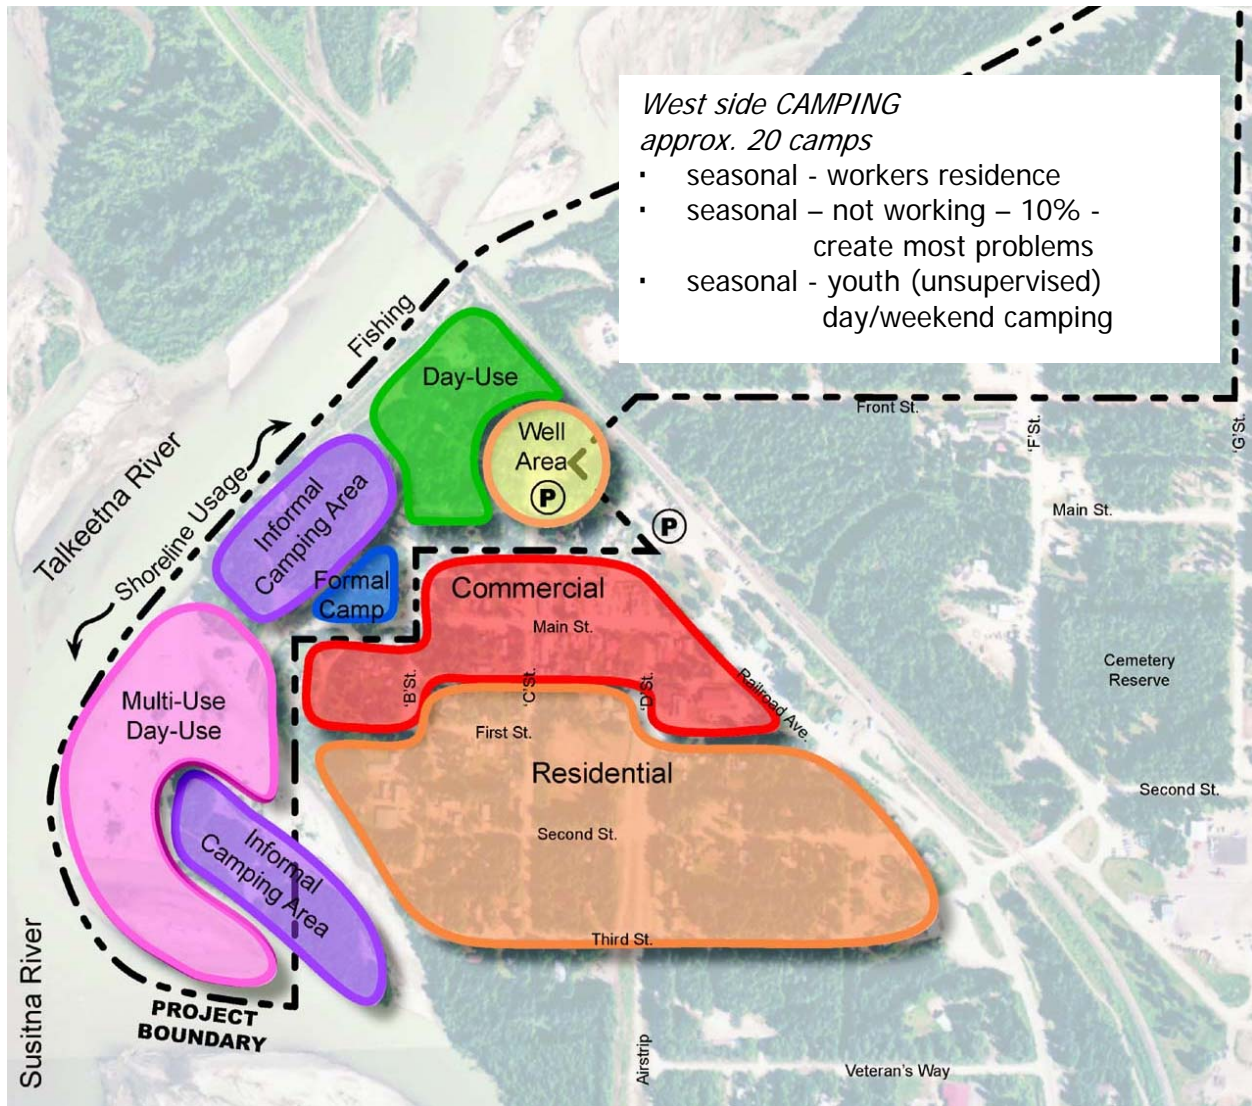 West side CAMPING
approx. 20 camps
· seasonal - workers residence
· seasonal – not working – 10% -
create most problems
· seasonal - youth (unsupervised)
day/weekend camping
Fishing
Day-Use
Front St.
'F'St.
'G'St.
Well
Area
P
P
Main St.
Talkeetna River
Shoreline Usage
Informal
Camping Area
Formal
Camp
Commercial
Main St.
'B'St.
'C'St.
'D'St.
Railroad Ave.
Cemetery
Reserve
Multi-Use
Day-Use
First St.
Residential
Second St.
Second St.
Informal
Camping Area
Third St.
Susitna River
PROJECT
BOUNDARY
Airstrip
Veteran's Way